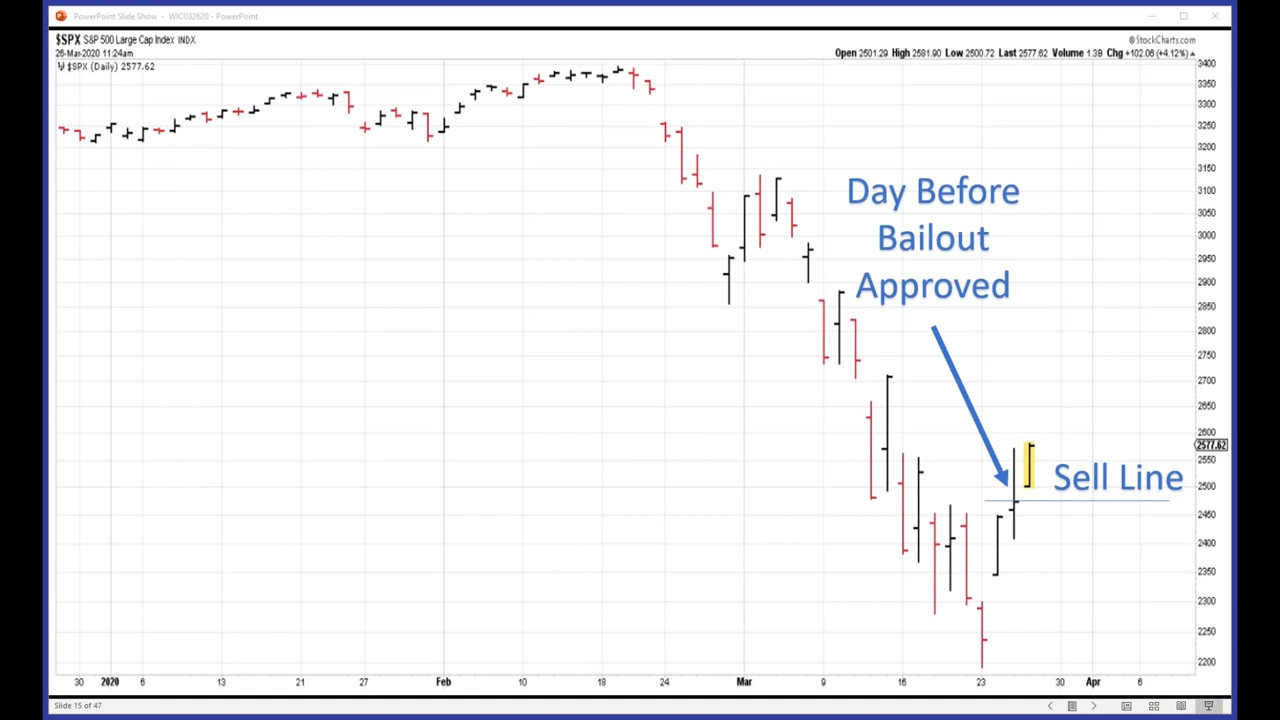 PowerPoint Slide Show - WIC032620 - PowerPoint
$SPX S&P 500 Large Cap Index INDX
©StockCharts.com
26-Mar-2020 11:24am
Open 2501.29 High 2581.90 Low 2500.72 Last 2577.62 Volume 1.3B Chg +102.06 (+4.12%)
$SPX (Daily) 2577.62
3400
3350
3300
3250
3200
3150
3100
3050
3000
2950
2900
2850
2800
2750
2700
2650
2600
2577.62
2550
2500
2450
2400
2350
2300
2250
2200
Day Before
Bailout
Approved
Sell Line
30 2020 6 13 21 27 Feb 10 18 24 Mar 9 16 23 30 Apr 6
Slide 15 of 47